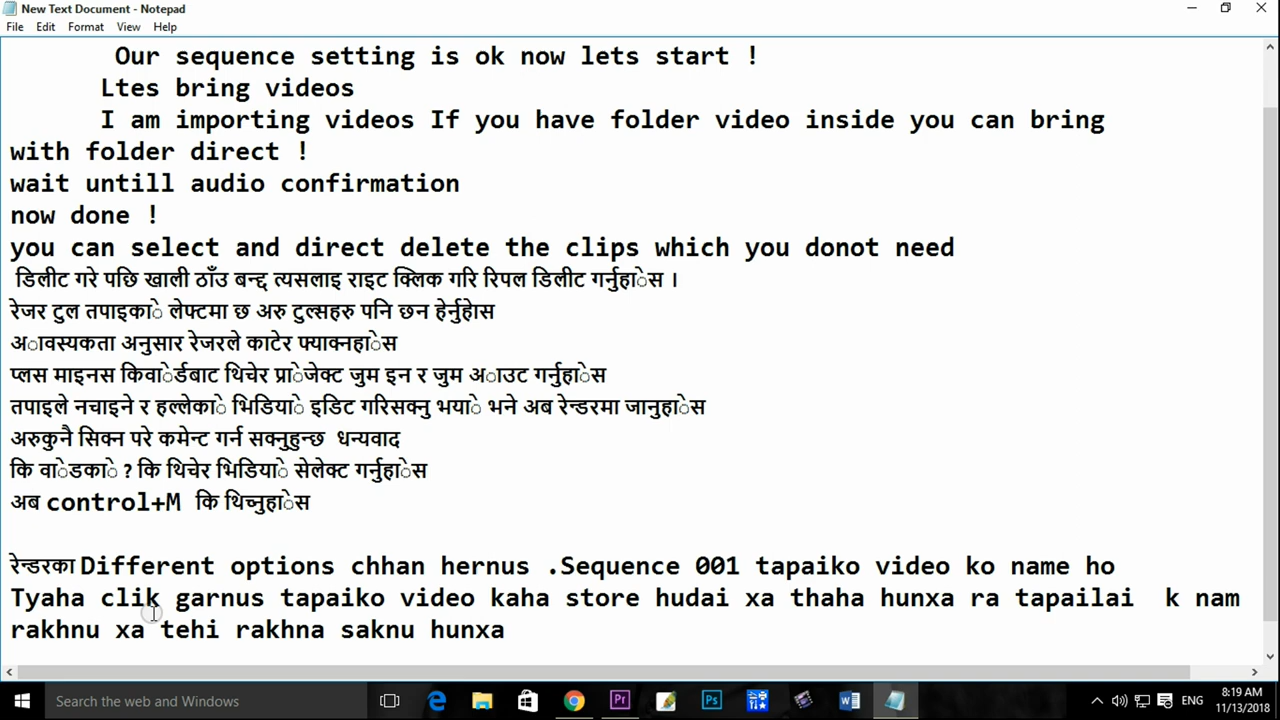 New Text Document - Notepad
File Edit Format View Help
Our sequence setting is ok now lets start !
Ltes bring videos
I am importing videos If you have folder video inside you can bring
with folder direct !
wait untill audio confirmation
now done !
you can select and direct delete the clips which you donot need
डिलीट गरे पछि खाली ठाँउ बन्द्द त्यसलाइ राइट क्लिक गरि रिपल डिलीट गर्नुहाेस ।
रेजर टुल तपाइकाे लेफ्टमा छ अरु टुल्सहरु पनि छन हेर्नुहेास
अावस्यकता अनुसार रेजरले काटेर फ्याक्नहाेस
प्लस माइनस किवाेर्डबाट थिचेर प्राेजेक्ट जुम इन र जुम अाउट गर्नुहाेस
तपाइले नचाइने र हल्लेकाे भिडियाे इडिट गरिसक्नु भयाे भने अब रेन्डरमा जानुहाेस
अरुकुनै सिक्न परे कमेन्ट गर्न सक्नुहुन्छ धन्यवाद
कि वाेडकाे ? कि थिचेर भिडियाे सेलेक्ट गर्नुहाेस
अब control+M कि थिच्नुहाेस
रेन्डरका Different options chhan hernus .Sequence 001 tapaiko video ko name ho
Tyaha clik garnus tapaiko video kaha store hudai xa thaha hunxa ra tapailai k nam
rakhnu xa tehi rakhna saknu hunxa
Search the web and Windows
Pr
Ps
ENG
8:19 AM
11/13/2018